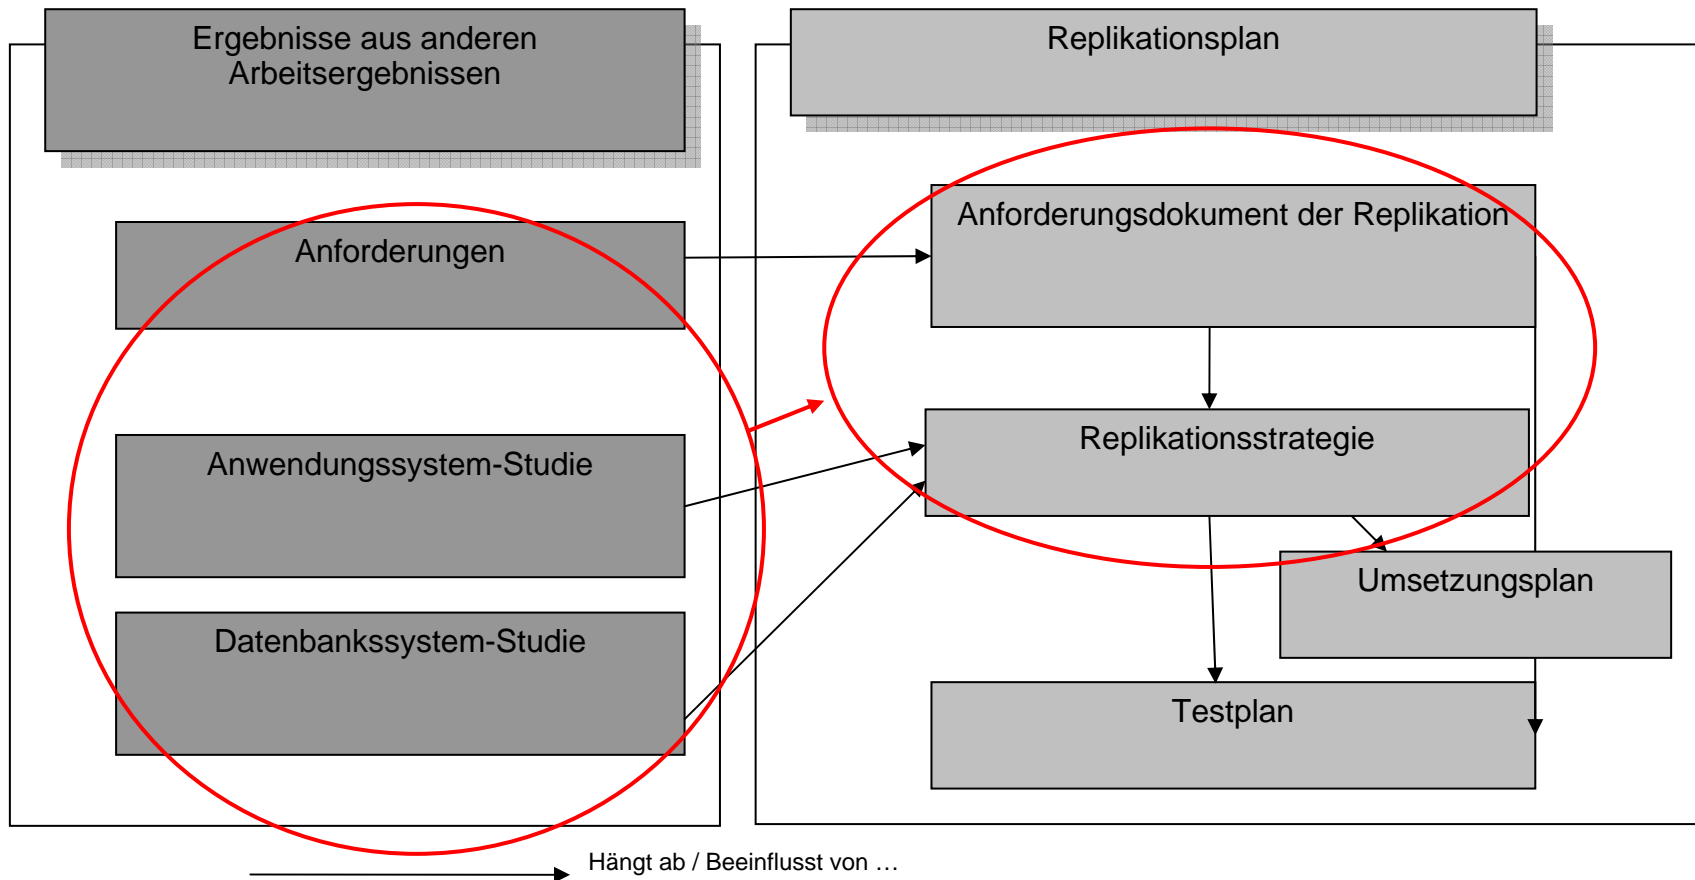 Ergebnisse aus anderen
Arbeitsergebnissen
Anforderungen
Anwendungssystem-Studie
Datenbankssystem-Studie
Replikationsplan
Anforderungsdokument der Replikation
Replikationsstrategie
Umsetzungsplan
Testplan
Hängt ab / Beeinflusst von …